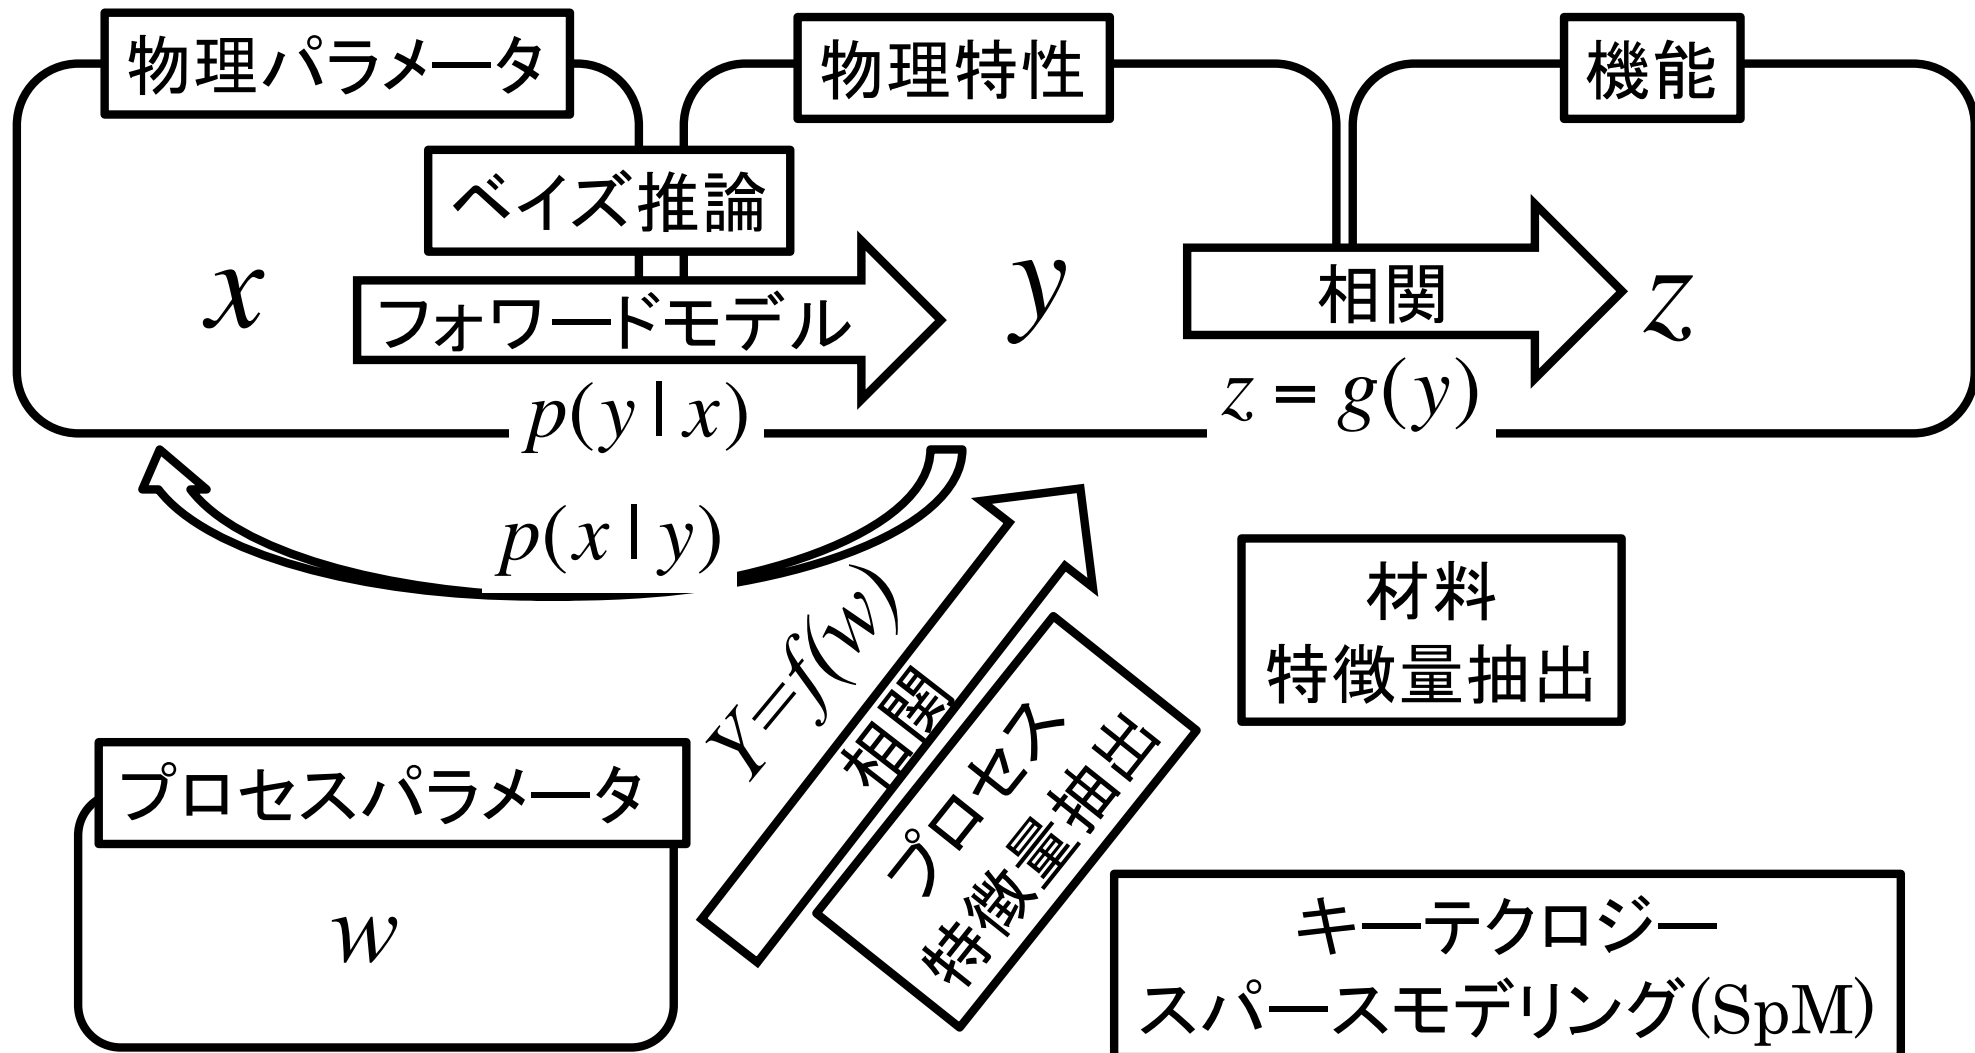 物理パラメータ
物理特性
機能
ベイズ推論
x
フォワードモデル
y
相関
z
p(y | x)
z = g(y)
p(x | y)
Y=f(w)
相関
プロセス
特徴量抽出
材料
特徴量抽出
プロセスパラメータ
w
キーテクロジー
スパースモデリング(SpM)